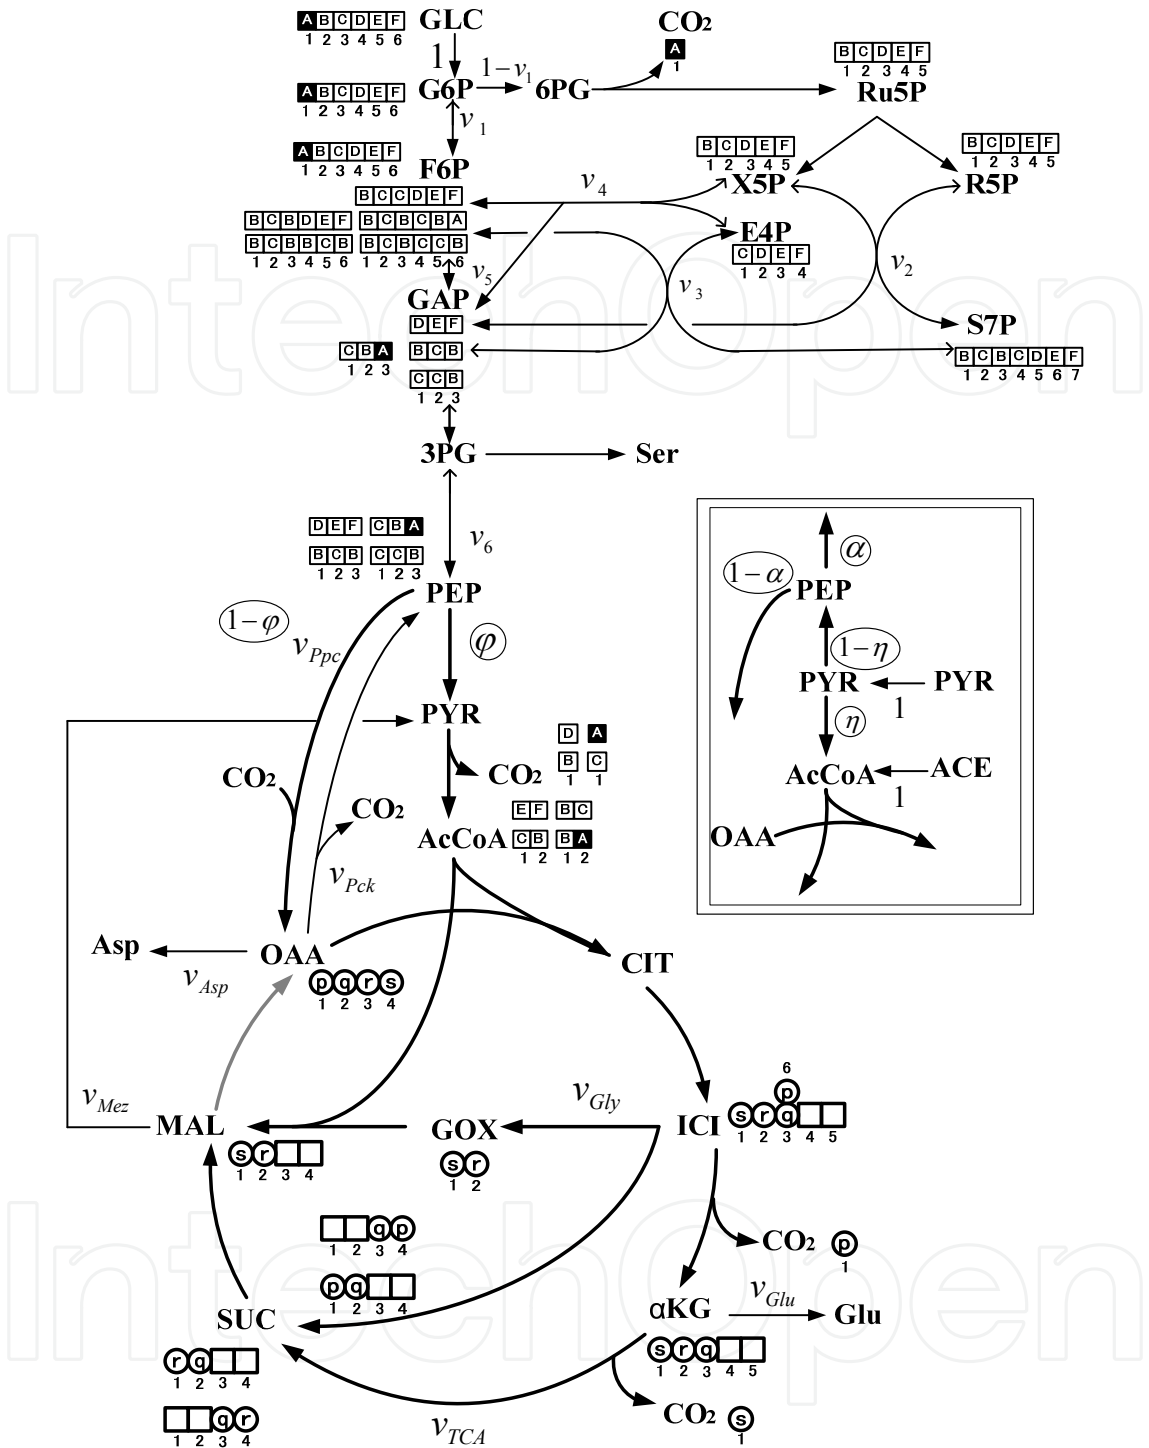 A B C D E F GLC CO2
1 2 3 4 5 6
A
1
1
B C D E F
1 2 3 4 5
1−v1
A B C D E F G6P 6PG Ru5P
1 2 3 4 5 6
v1
A B C D E F
1 2 3 4 5 6
F6P
B C D E F
1 2 3 4 5
X5P
B C D E F
1 2 3 4 5
R5P
v4
B C C D E F
B C B D E F B C B C B A
B C B B C B B C B C C B
1 2 3 4 5 6 1 2 3 4 5 6
E4P
C D E F
1 2 3 4
v5
v3
v2
GAP
D E F
S7P
C B A B C B
1 2 3
B C B C D E F
1 2 3 4 5 6 7
C C B
1 2 3
3PG Ser
D E F C B A
B C B C C B
1 2 3 1 2 3
v6
PEP
1−φ
vPpc
φ
α
1−α
PEP
1−η
PYR PYR
1
η
AcCoA ACE
1
OAA
PYR
D A
B C
1 1
CO2 CO2
CO2
E F B C
AcCoA C B B A
1 2 1 2
vPck
Asp OAA CIT
vAsp
p q r s
1 2 3 4
vMez
vGly
6
p
MAL GOX ICI s r q
1 2 3 4 5
s r
1 2 3 4
s r
1 2
q p
1 2 3 4
CO2 p
1
p q
1 2 3 4
vGlu
SUC αKG Glu
r q
1 2 3 4
s r q
1 2 3 4 5
q r
1 2 3 4
CO2 s
1
vTCA
IntechOpen
IntechOpen